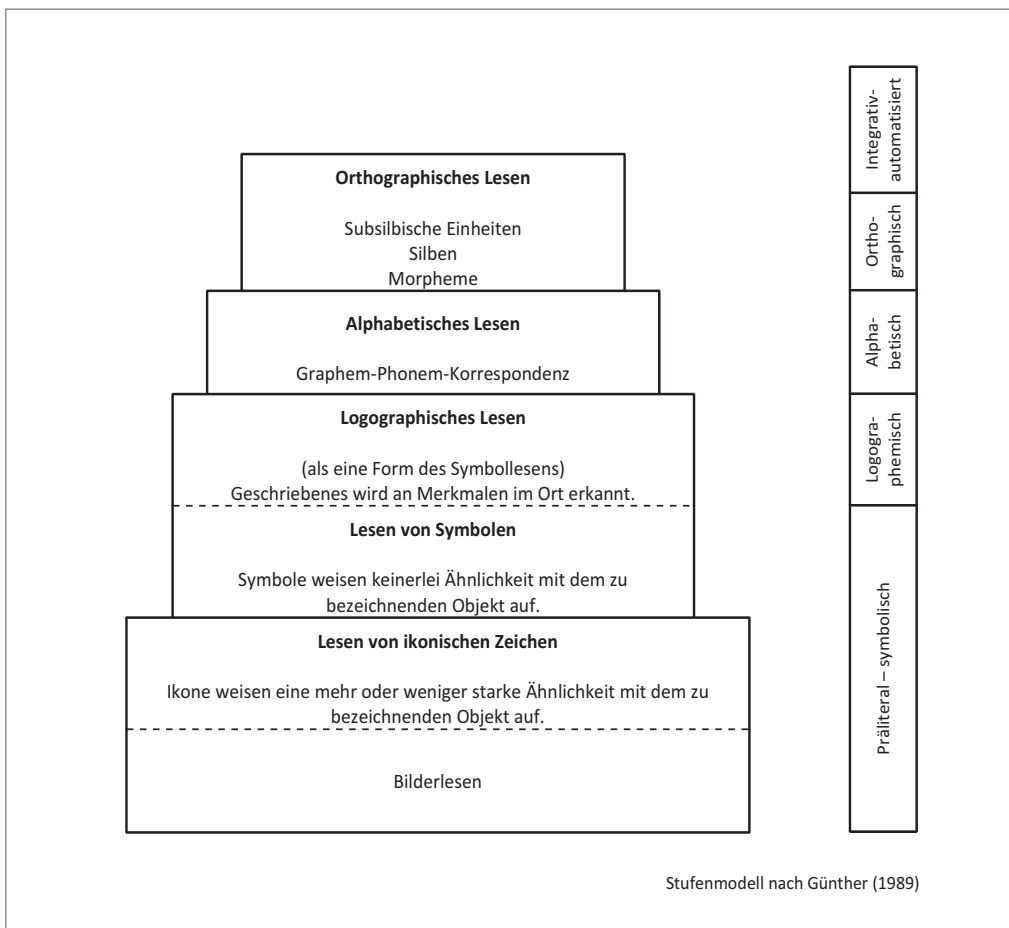 Orthographisches Lesen
Subsilbische Einheiten
Silben
Morpheme
Alphabetisches Lesen
Graphem-Phonem-Korrespondenz
Logographisches Lesen
(als eine Form des Symbollesens)
Geschriebenes wird an Merkmalen im Ort erkannt.
Lesen von Symbolen
Symbole weisen keinerlei Ähnlichkeit mit dem zu
bezeichnenden Objekt auf.
Lesen von ikonischen Zeichen
Ikone weisen eine mehr oder weniger starke Ähnlichkeit mit dem zu
bezeichnenden Objekt auf.
Bilderlesen
Integrativ-
automatisiert
Ortho-
graphisch
Alpha-
betisch
Logogra-
phemisch
Präliteral – symbolisch
Stufenmodell nach Günther (1989)